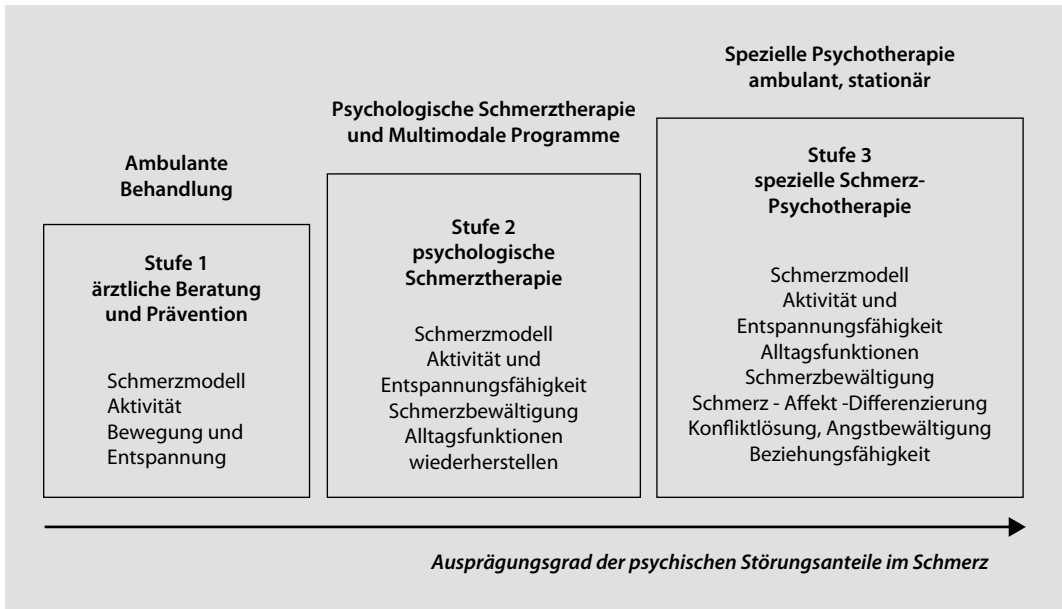 Ambulante
Behandlung
Stufe 1
ärztliche Beratung
und Prävention
Schmerzmodell
Aktivität
Bewegung und
Entspannung
Psychologische Schmerztherapie
und Multimodale Programme
Stufe 2
psychologische
Schmerztherapie
Schmerzmodell
Aktivität und
Entspannungsfähigkeit
Schmerzbewältigung
Alltagsfunktionen
wiederherstellen
Spezielle Psychotherapie
ambulant, stationär
Stufe 3
spezielle Schmerz-
Psychotherapie
Schmerzmodell
Aktivität und
Entspannungsfähigkeit
Alltagsfunktionen
Schmerzbewältigung
Schmerz - Affekt -Differenzierung
Konfliktlösung, Angstbewältigung
Beziehungsfähigkeit
Ausprägungsgrad der psychischen Störungsanteile im Schmerz